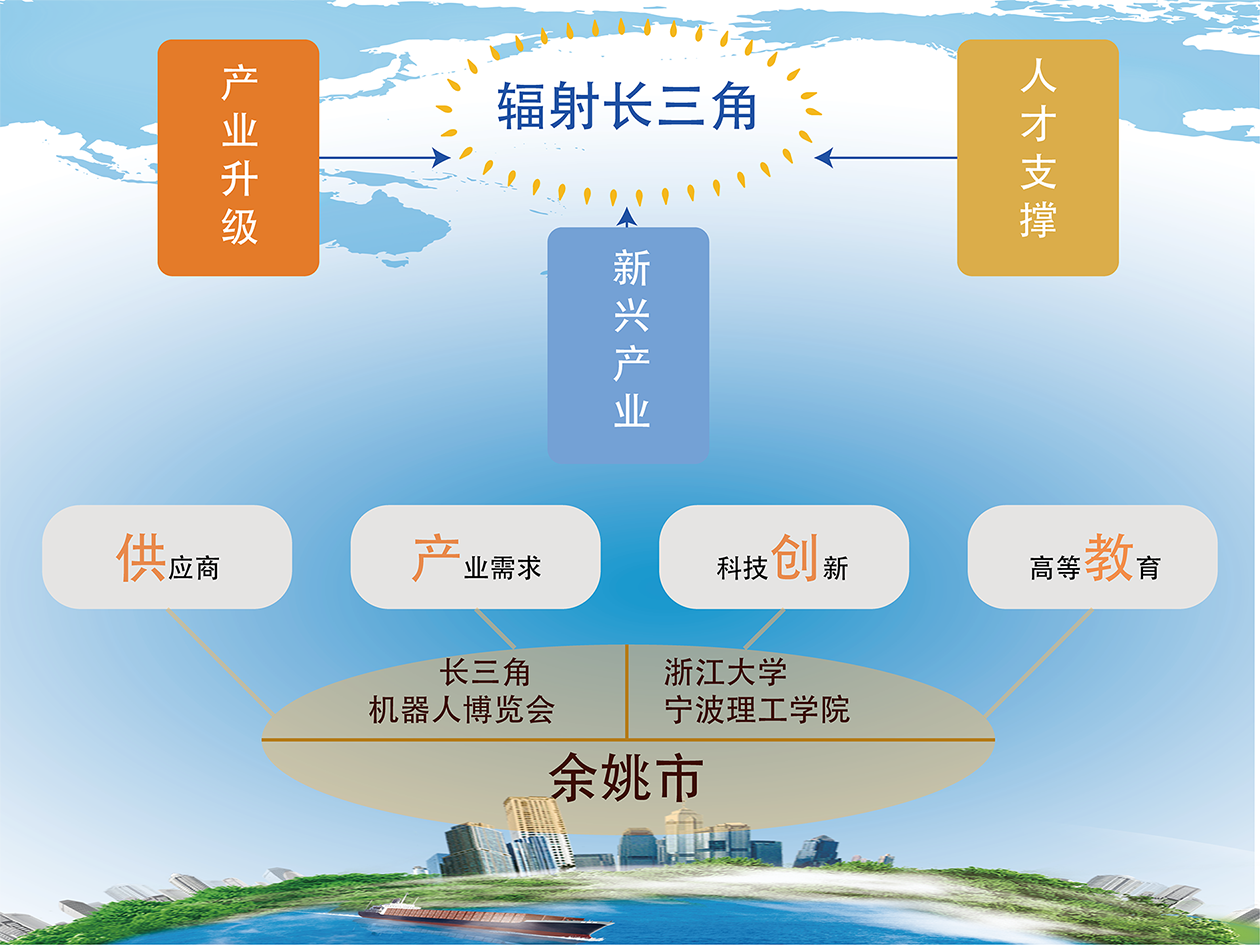 辐射长三角
产业升级
人才支撑
新兴产业
供应商
产业需求
科技创新
高等教育
长三角
机器人博览会
浙江大学
宁波理工学院
余姚市